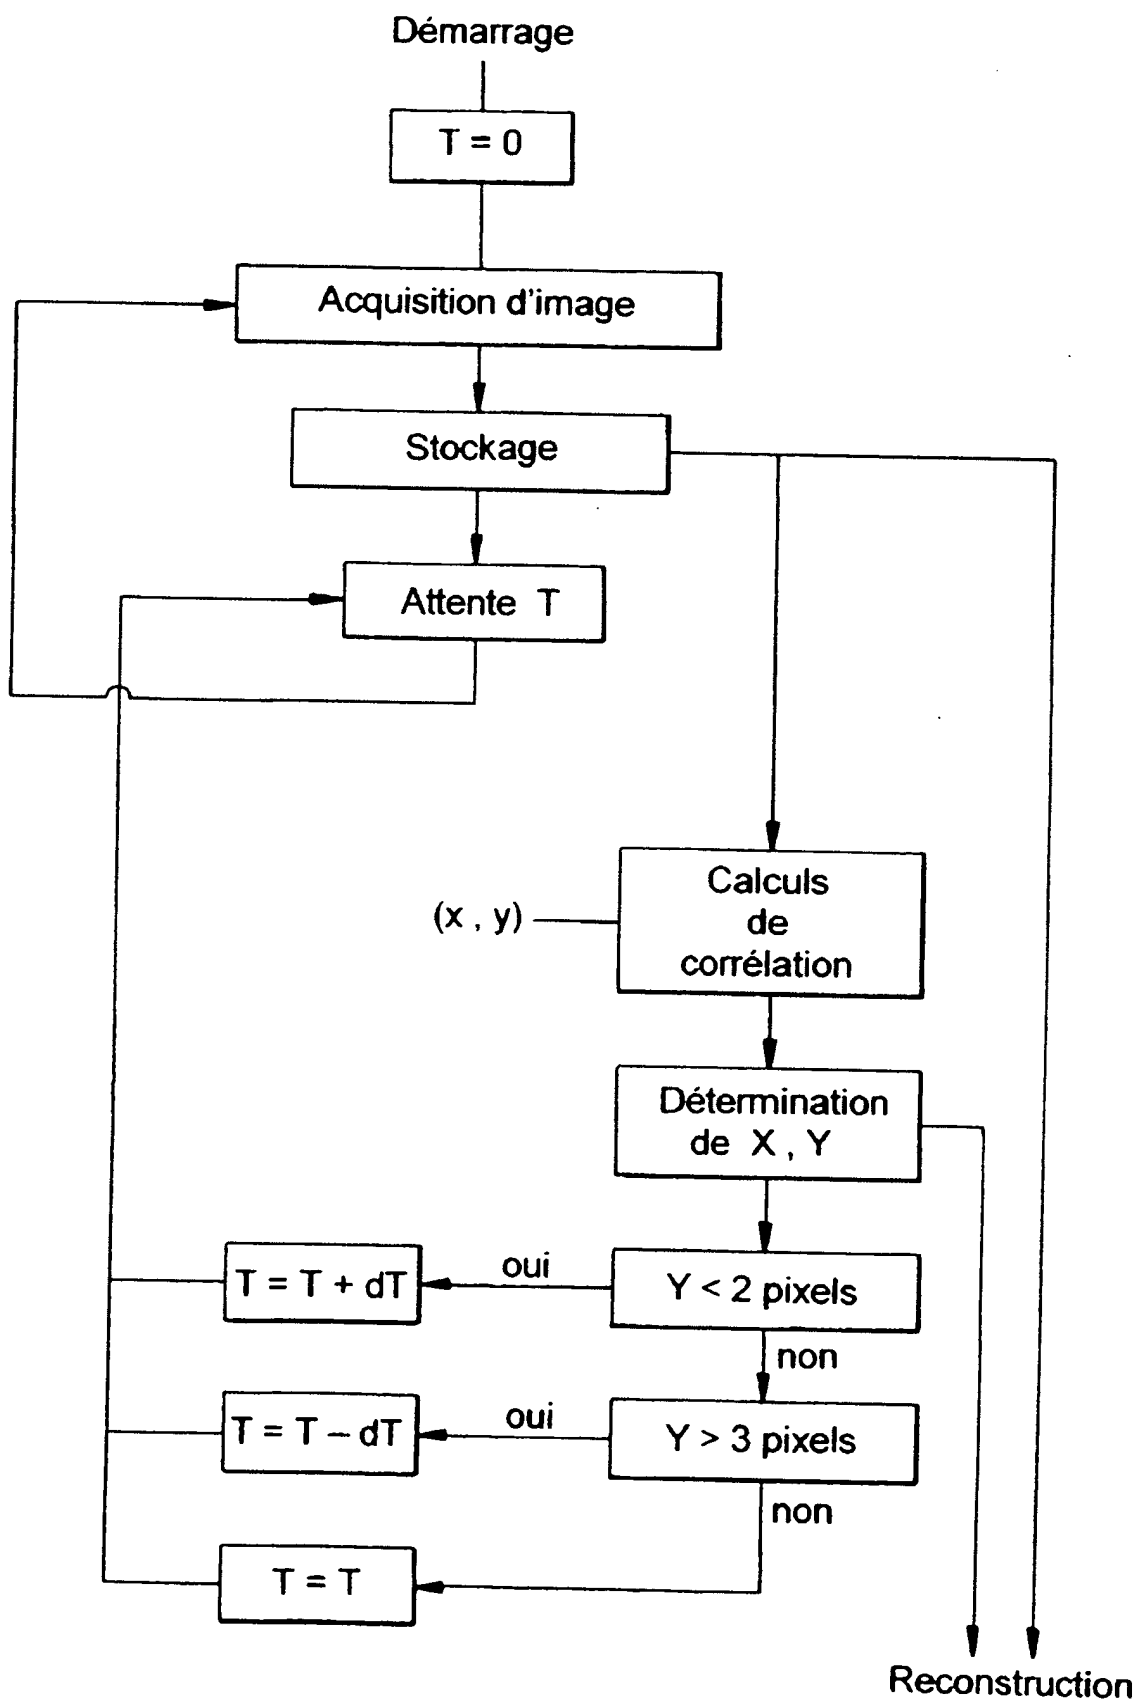 Démarrage
T = 0
Acquisition d'image
Stockage
Attente T
Calculs
de
corrélation
(x , y)
Détermination
de X , Y
T = T + dT
oui
Y < 2 pixels
non
T = T – dT
oui
Y > 3 pixels
non
T = T
Reconstruction